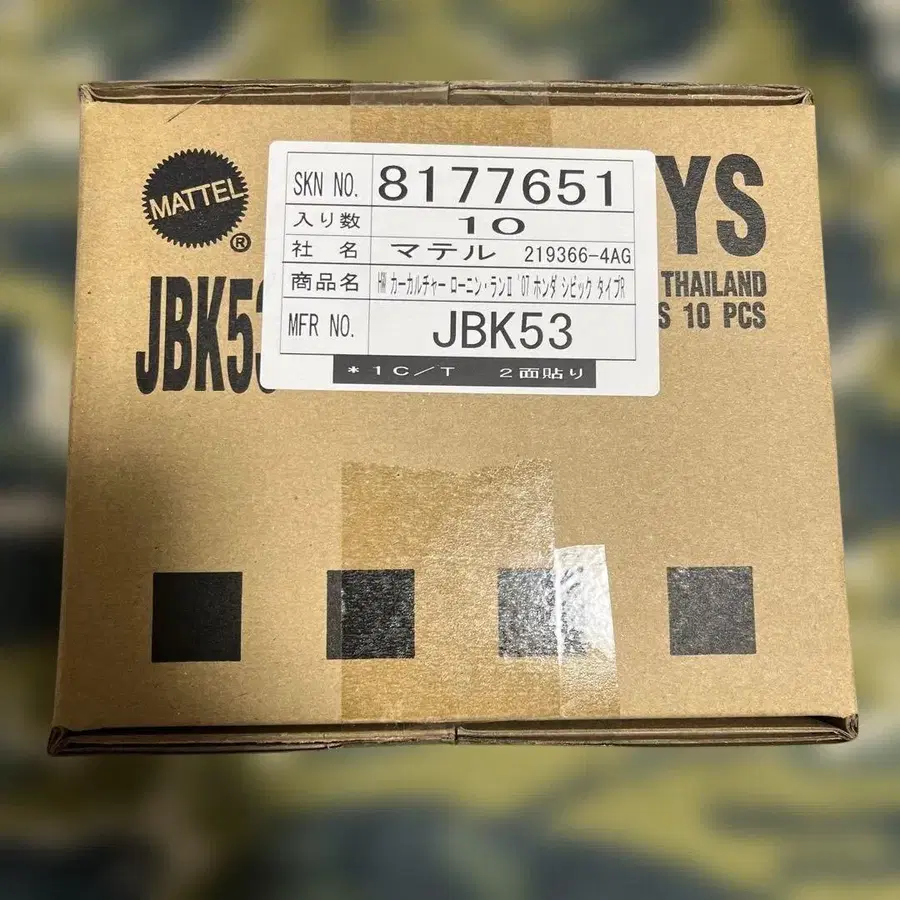 MATTEL
®
JBK53
YS
THAILAND
S 10 PCS
SKN NO. 8177651
入り数 10
社 名 マテル 219366-4AG
商品名 HW カーカルチャー ローニン・ランⅡ '07 ホンダ シビック タイプR
MFR NO. JBK53
*1C/T 2面貼り